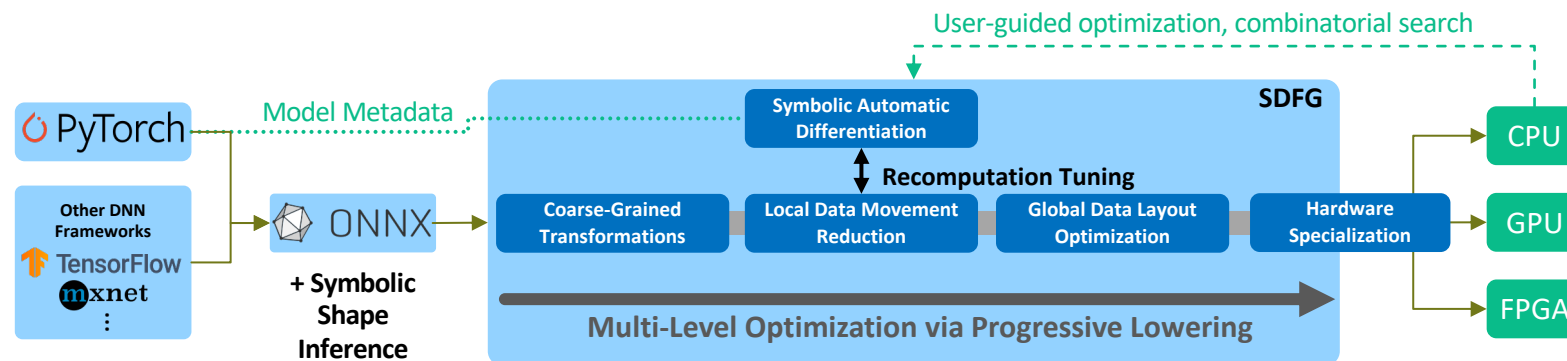 User-guided optimization, combinatorial search
PyTorch
Model Metadata
Symbolic Automatic
Differentiation
SDFG
CPU
Recomputation Tuning
Other DNN
Frameworks
TensorFlow
mxnet
⋮
ONNX
+ Symbolic
Shape
Inference
Coarse-Grained
Transformations
Local Data Movement
Reduction
Global Data Layout
Optimization
Hardware
Specialization
GPU
Multi-Level Optimization via Progressive Lowering
FPGA